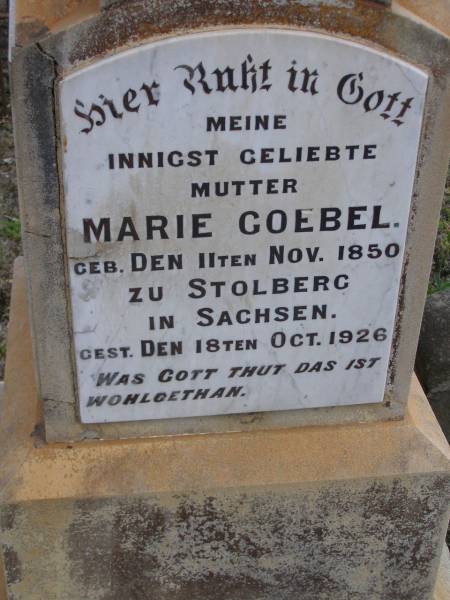 Hier Ruht in Gott
MEINE
INNIGST GELIEBTE
MUTTER
MARIE GOEBEL.
GEB. DEN 11TEN NOV. 1850
ZU STOLBERG
IN SACHSEN.
GEST. DEN 18TEN OCT. 1926
WAS GOTT THUT DAS IST
WOHLGETHAN.